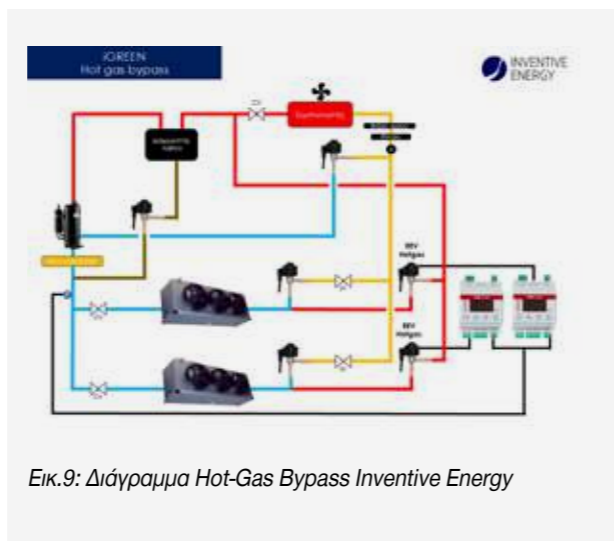 iGREEN
Hot gas bypass
INVENTIVE
ENERGY
EEV
Hotgas
EEV
Hotgas
Εικ.9: Διάγραμμα Hot-Gas Bypass Inventive Energy